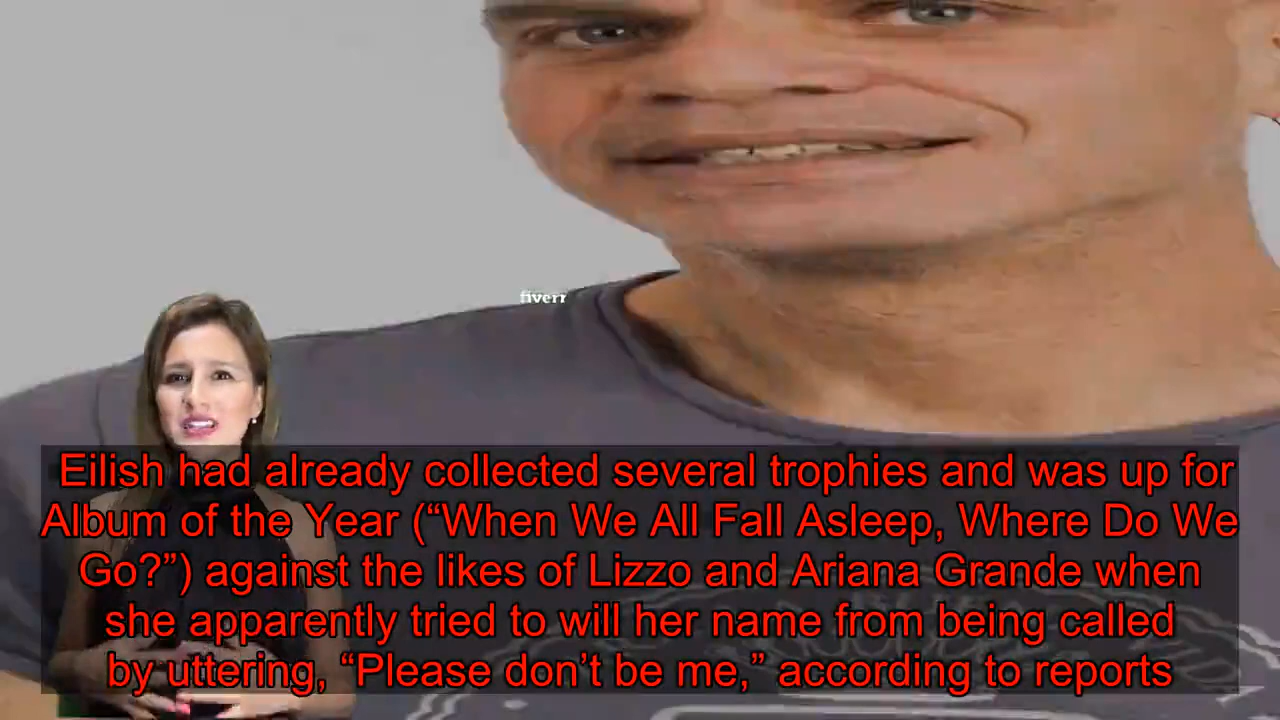 fiverr
Eilish had already collected several trophies and was up for
Album of the Year (“When We All Fall Asleep, Where Do We
Go?”) against the likes of Lizzo and Ariana Grande when
she apparently tried to will her name from being called
by uttering, “Please don’t be me,” according to reports